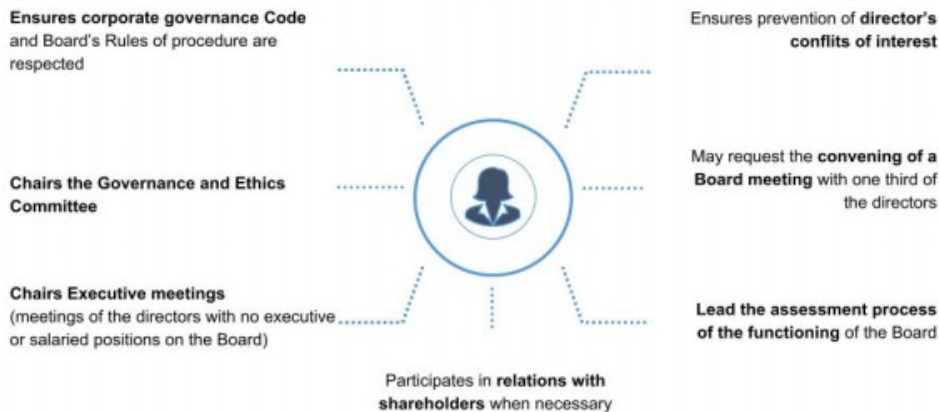 Ensures corporate governance Code
and Board's Rules of procedure are
respected
Chairs the Governance and Ethics
Committee
Chairs Executive meetings
(meetings of the directors with no executive
or salaried positions on the Board)
Participates in relations with
shareholders when necessary
Ensures prevention of director's
conflits of interest
May request the convening of a
Board meeting with one third of
the directors
Lead the assessment process
of the functioning of the Board